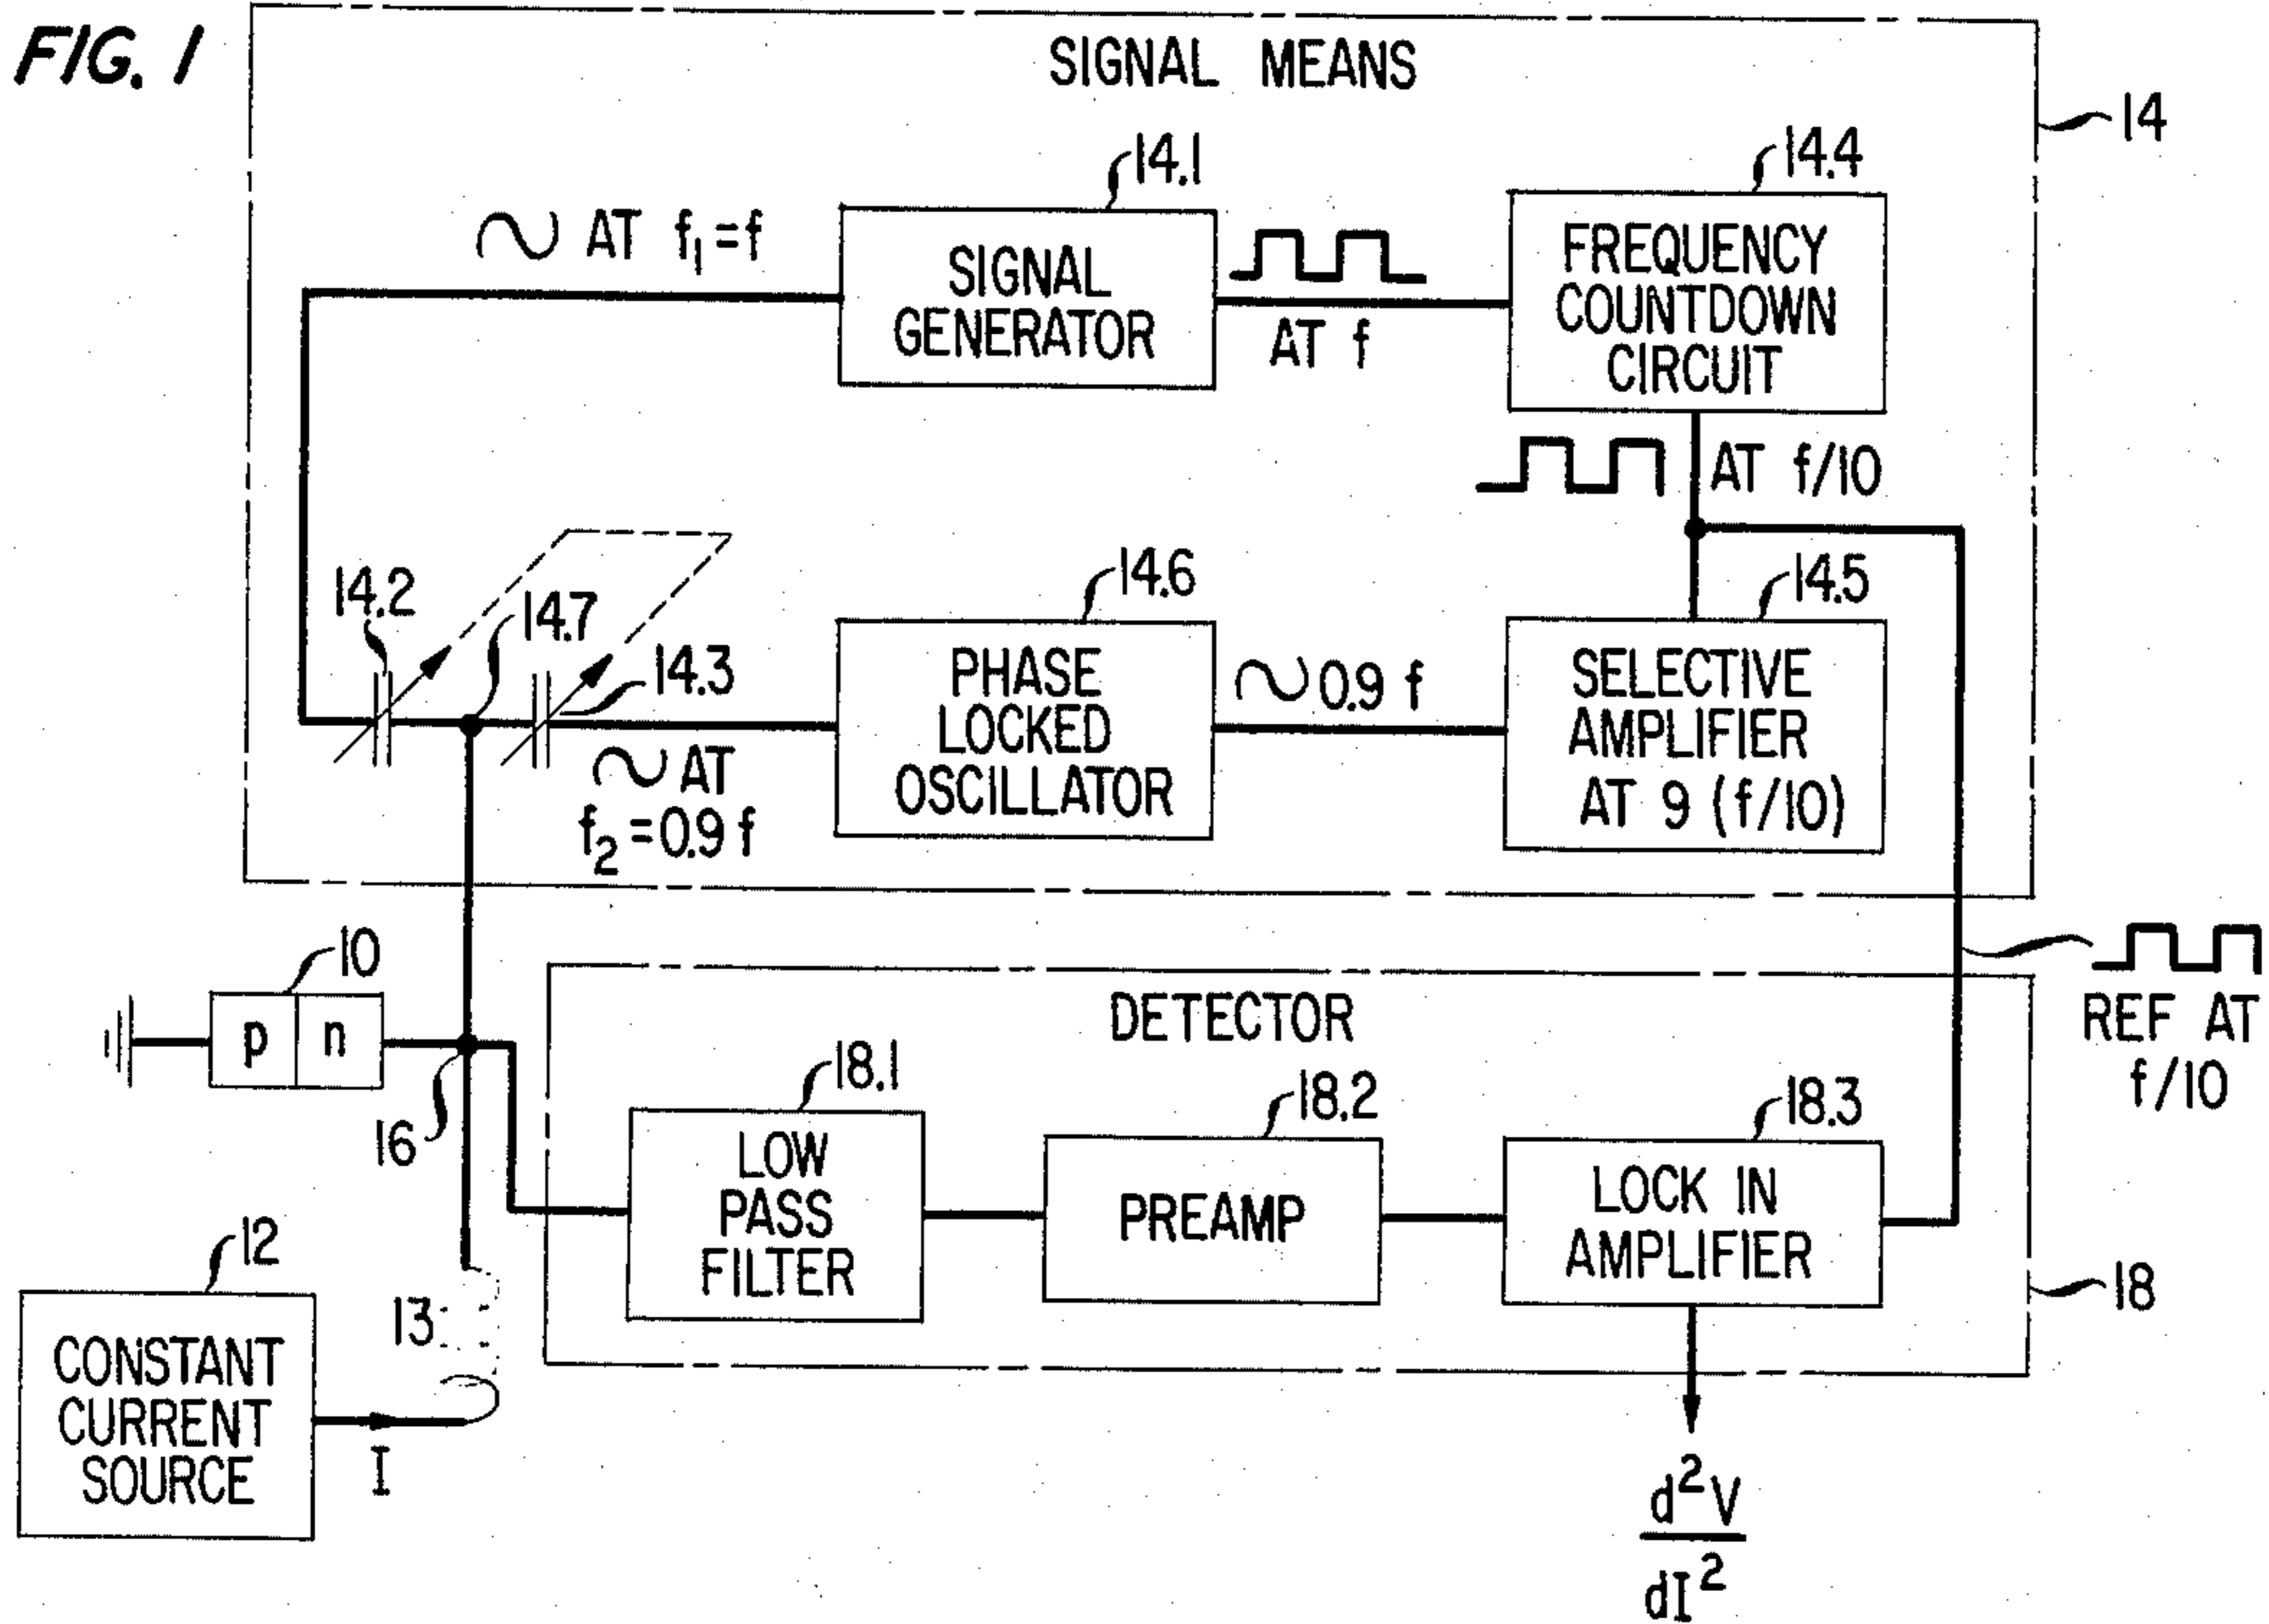 FIG. 1
SIGNAL MEANS
14
14.1
14.4
AT f₁ = f
SIGNAL
GENERATOR
AT f
FREQUENCY
COUNTDOWN
CIRCUIT
AT f/10
14.2
14.7
14.3
14.6
14.5
PHASE
LOCKED
OSCILLATOR
0.9 f
SELECTIVE
AMPLIFIER
AT 9 (f/10)
AT
f₂ = 0.9 f
10
p n
16
DETECTOR
REF AT
f/10
18.1
18.2
18.3
LOW
PASS
FILTER
PREAMP
LOCK IN
AMPLIFIER
18
12
13
CONSTANT
CURRENT
SOURCE
I
d²V
dI²